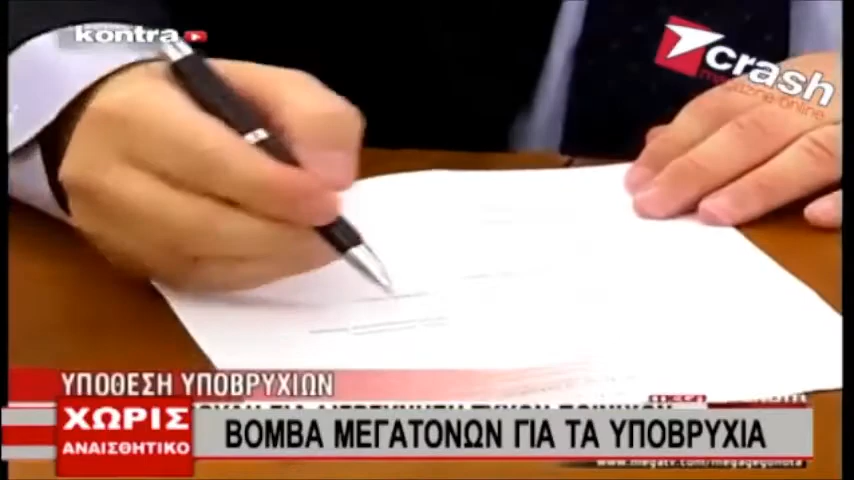 kontra
crash
magazine online
ΥΠΟΘΕΣΗ ΥΠΟΒΡΥΧΙΩΝ
ΧΩΡΙΣ
ΑΝΑΙΣΘΗΤΙΚΟ
ΒΟΜΒΑ ΜΕΓΑΤΟΝΩΝ ΓΙΑ ΤΑ ΥΠΟΒΡΥΧΙΑ
www.megatv.com/megagegonota